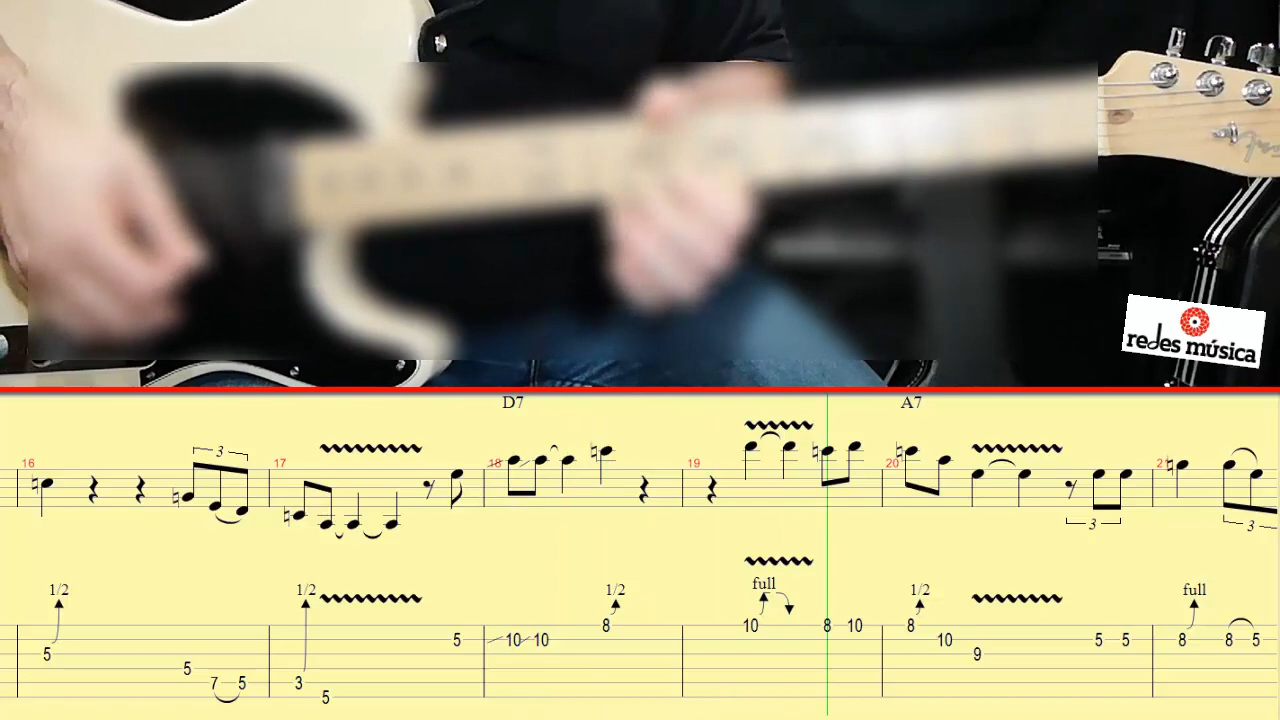 Fender
redes música
D7 A7
3
16 17 18 19 20 21
3 3
1/2 1/2 1/2 full 1/2 full
8 10 8 10 8
5 10 10 10 5 5 8 8 5
5 9
5
7 5 3
5